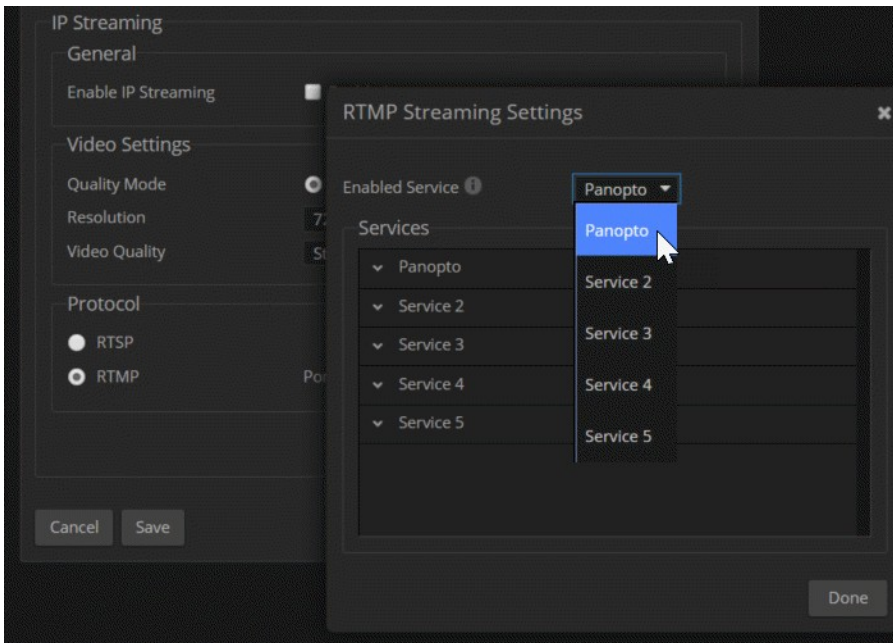 IP Streaming
General
Enable IP Streaming
Video Settings
Quality Mode
Resolution
Video Quality
Protocol
RTSP
RTMP
Cancel
Save
RTMP Streaming Settings
Enabled Service
Panopto
Services
Panopto
Service 2
Service 3
Service 4
Service 5
Panopto
Service 2
Service 3
Service 4
Service 5
Done